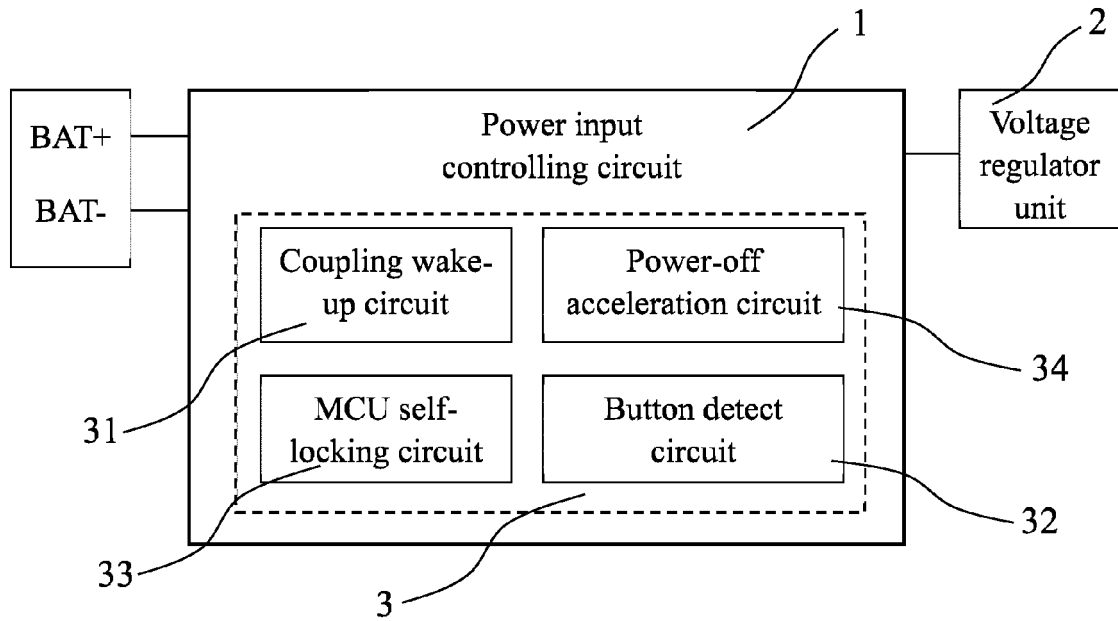 1
2
BAT+
BAT-
Power input
controlling circuit
Voltage
regulator
unit
Coupling wake-
up circuit
Power-off
acceleration circuit
34
31
MCU self-
locking circuit
Button detect
circuit
32
33
3